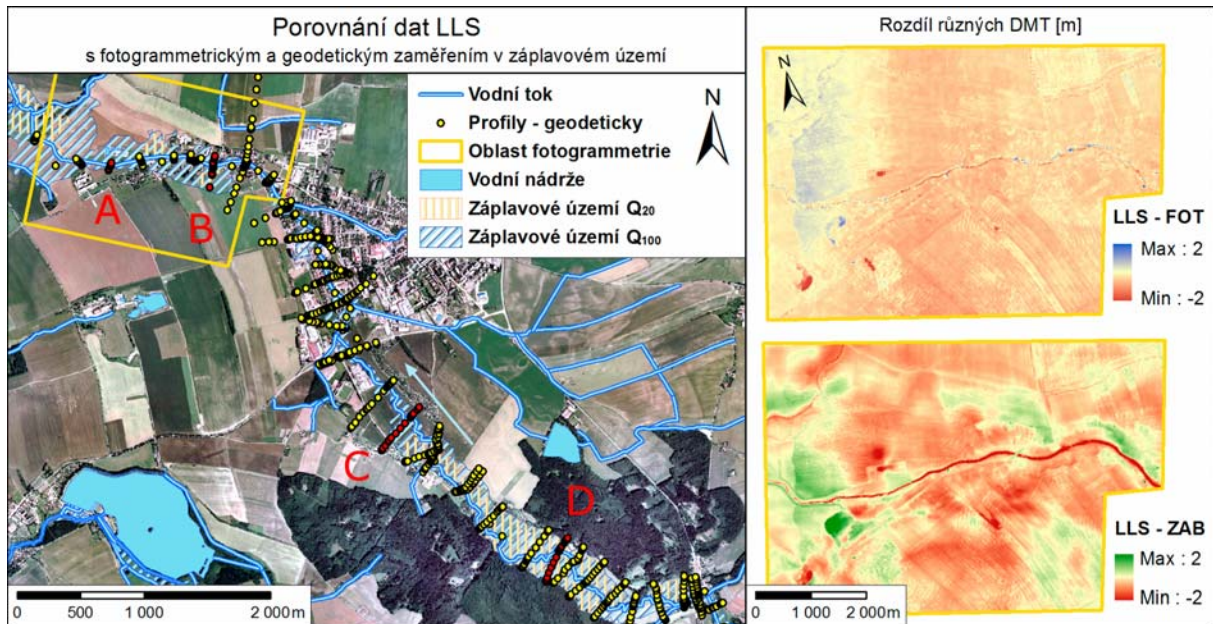 Porovnání dat LLS
s fotogrammetrickým a geodetickým zaměřením v záplavovém území
Vodní tok
Profily - geodeticky
Oblast fotogrammetrie
Vodní nádrže
Záplavové území Q20
Záplavové území Q100
N
A
B
C
D
0 500 1 000 2 000m
Rozdíl různých DMT [m]
N
LLS - FOT
Max : 2
Min : -2
LLS - ZAB
Max : 2
Min : -2
0 1 000 2 000m